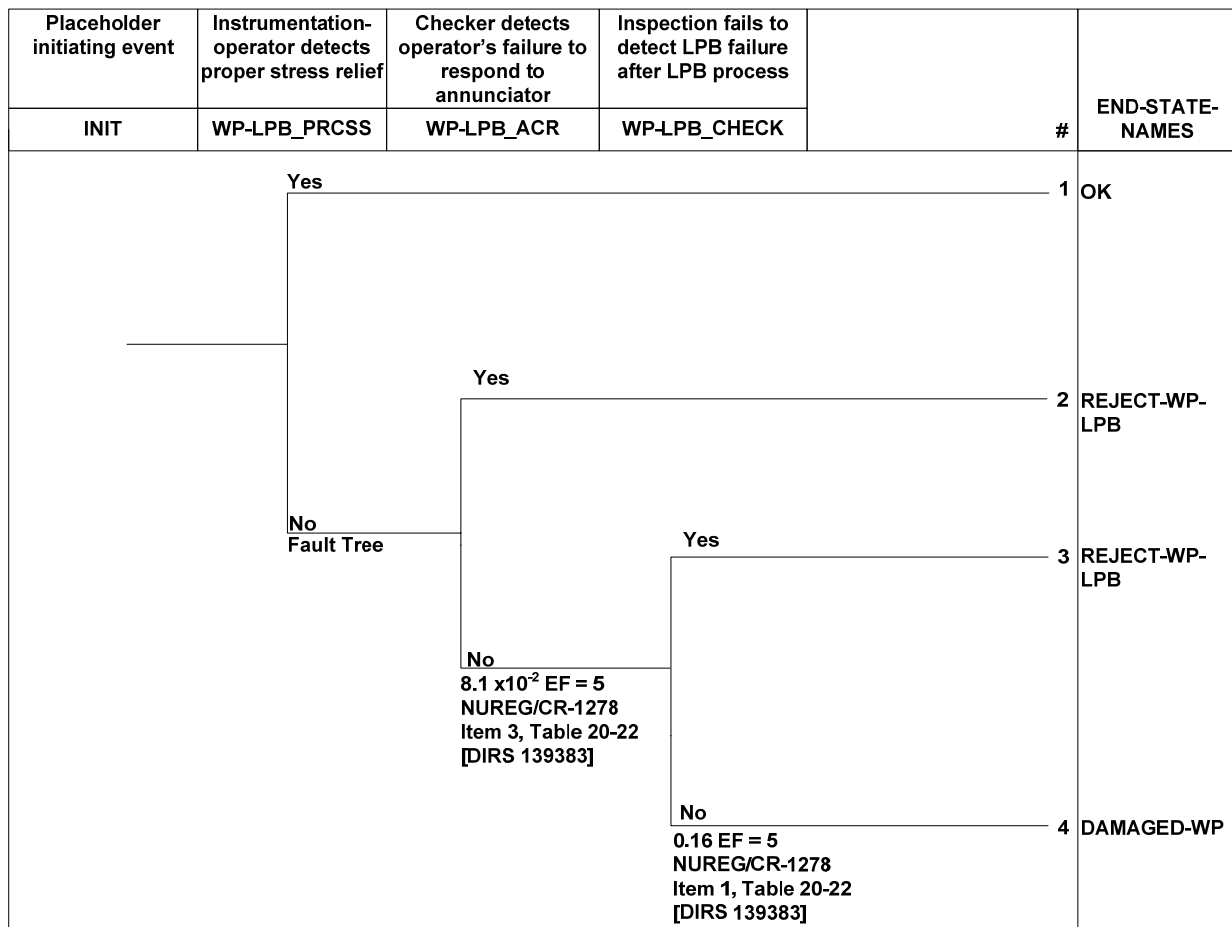 Placeholder
initiating event
Instrumentation-
operator detects
proper stress relief
Checker detects
operator's failure to
respond to
annunciator
Inspection fails to
detect LPB failure
after LPB process
INIT
WP-LPB_PRCSS
WP-LPB_ACR
WP-LPB_CHECK
#
END-STATE-
NAMES
Yes
1 OK
Yes
2 REJECT-WP-
LPB
No
Fault Tree
Yes
3 REJECT-WP-
LPB
No
8.1 x10⁻² EF = 5
NUREG/CR-1278
Item 3, Table 20-22
[DIRS 139383]
No
4 DAMAGED-WP
0.16 EF = 5
NUREG/CR-1278
Item 1, Table 20-22
[DIRS 139383]